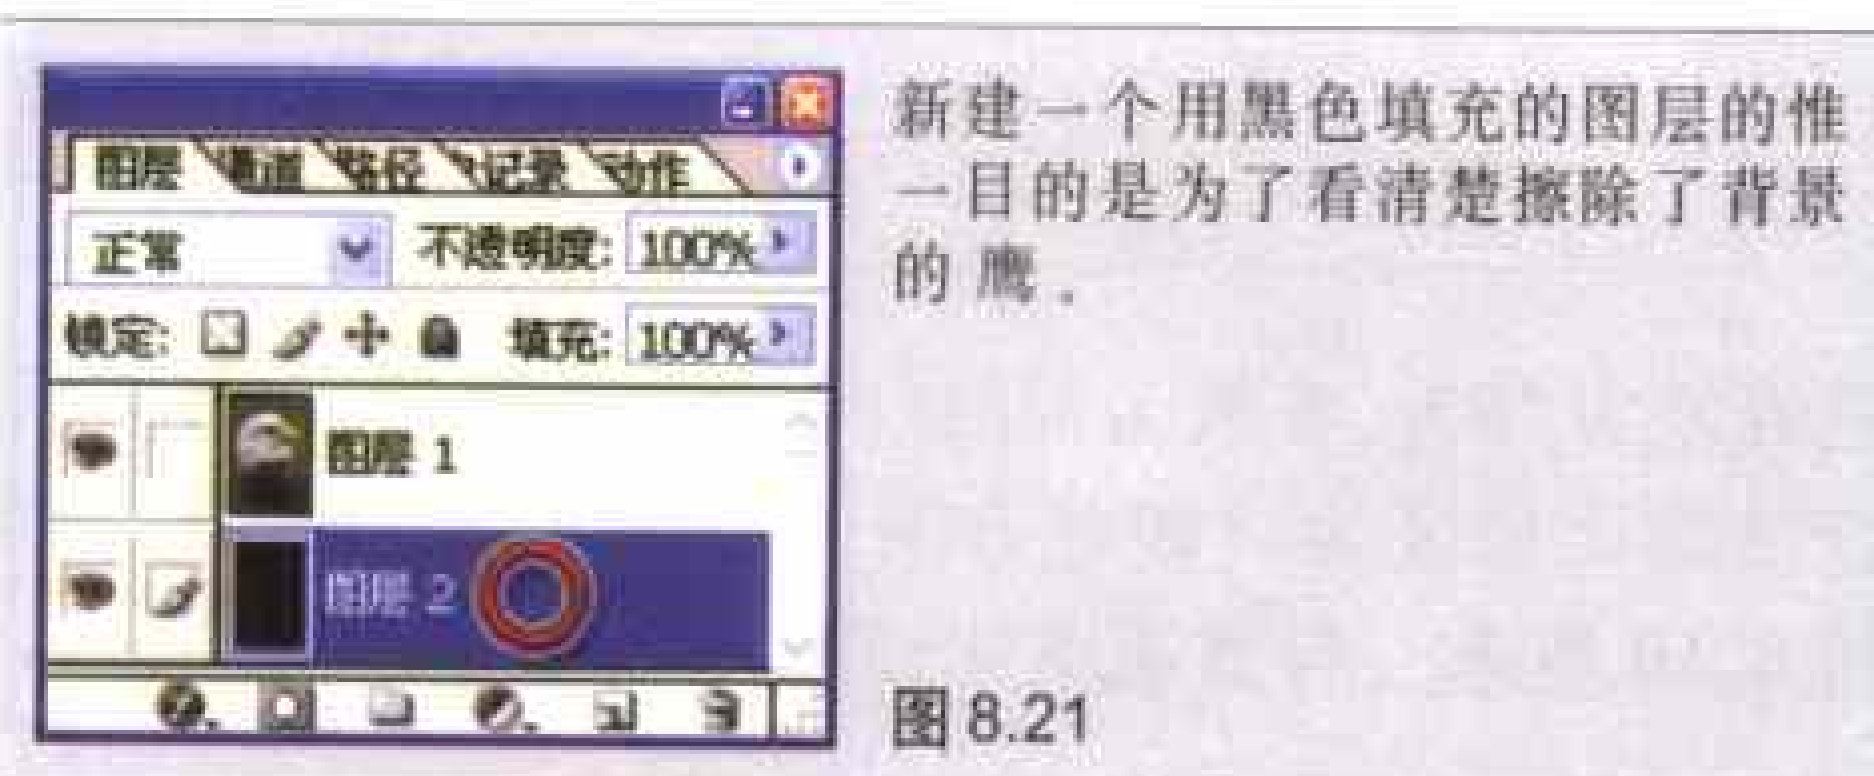 图层 通道 路径 记录 动作
正常 不透明度: 100%
锁定: 填充: 100%
图层 1
图层 2
新建一个用黑色填充的图层的惟
一目的是为了看清楚擦除了背景
的 鹰 .
图 8.21